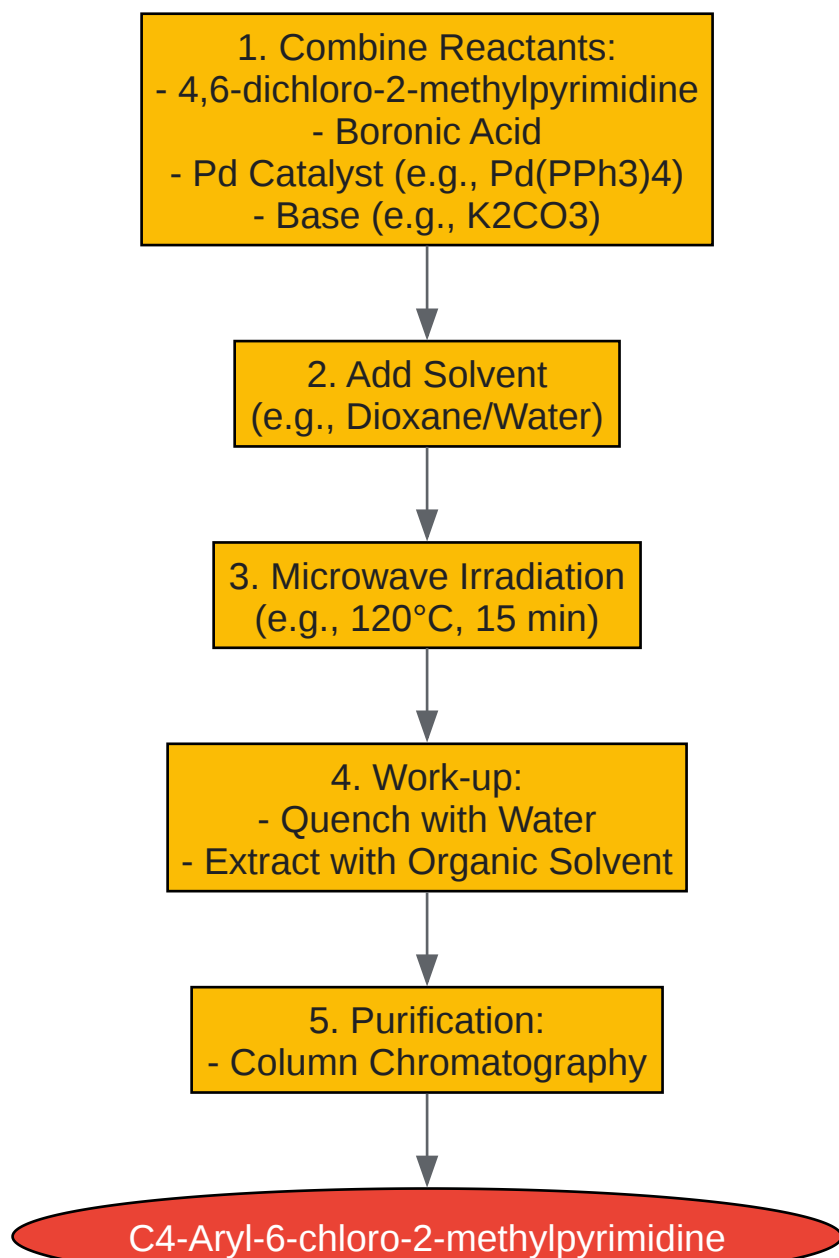 1. Combine Reactants:
- 4,6-dichloro-2-methylpyrimidine
- Boronic Acid
- Pd Catalyst (e.g., Pd(PPh3)4)
- Base (e.g., K2CO3)
2. Add Solvent
(e.g., Dioxane/Water)
3. Microwave Irradiation
(e.g., 120°C, 15 min)
4. Work-up:
- Quench with Water
- Extract with Organic Solvent
5. Purification:
- Column Chromatography
C4-Aryl-6-chloro-2-methylpyrimidine